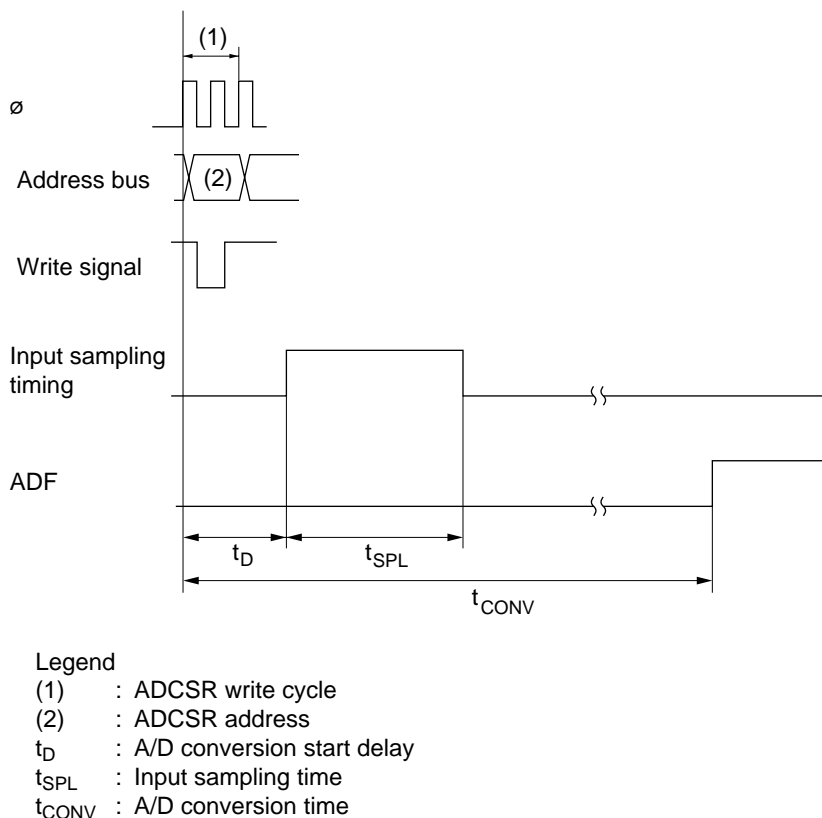 (1)
ø
Address bus (2)
Write signal
Input sampling
timing
ADF
tD tSPL
tCONV
Legend
(1) : ADCSR write cycle
(2) : ADCSR address
tD : A/D conversion start delay
tSPL : Input sampling time
tCONV : A/D conversion time